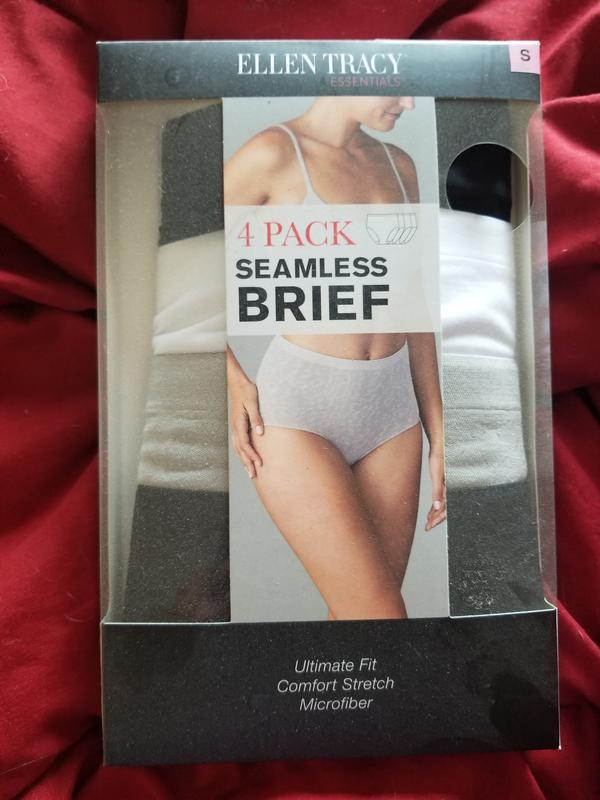 ELLEN TRACY
ESSENTIALS
S
4 PACK
SEAMLESS
BRIEF
Ultimate Fit
Comfort Stretch
Microfiber